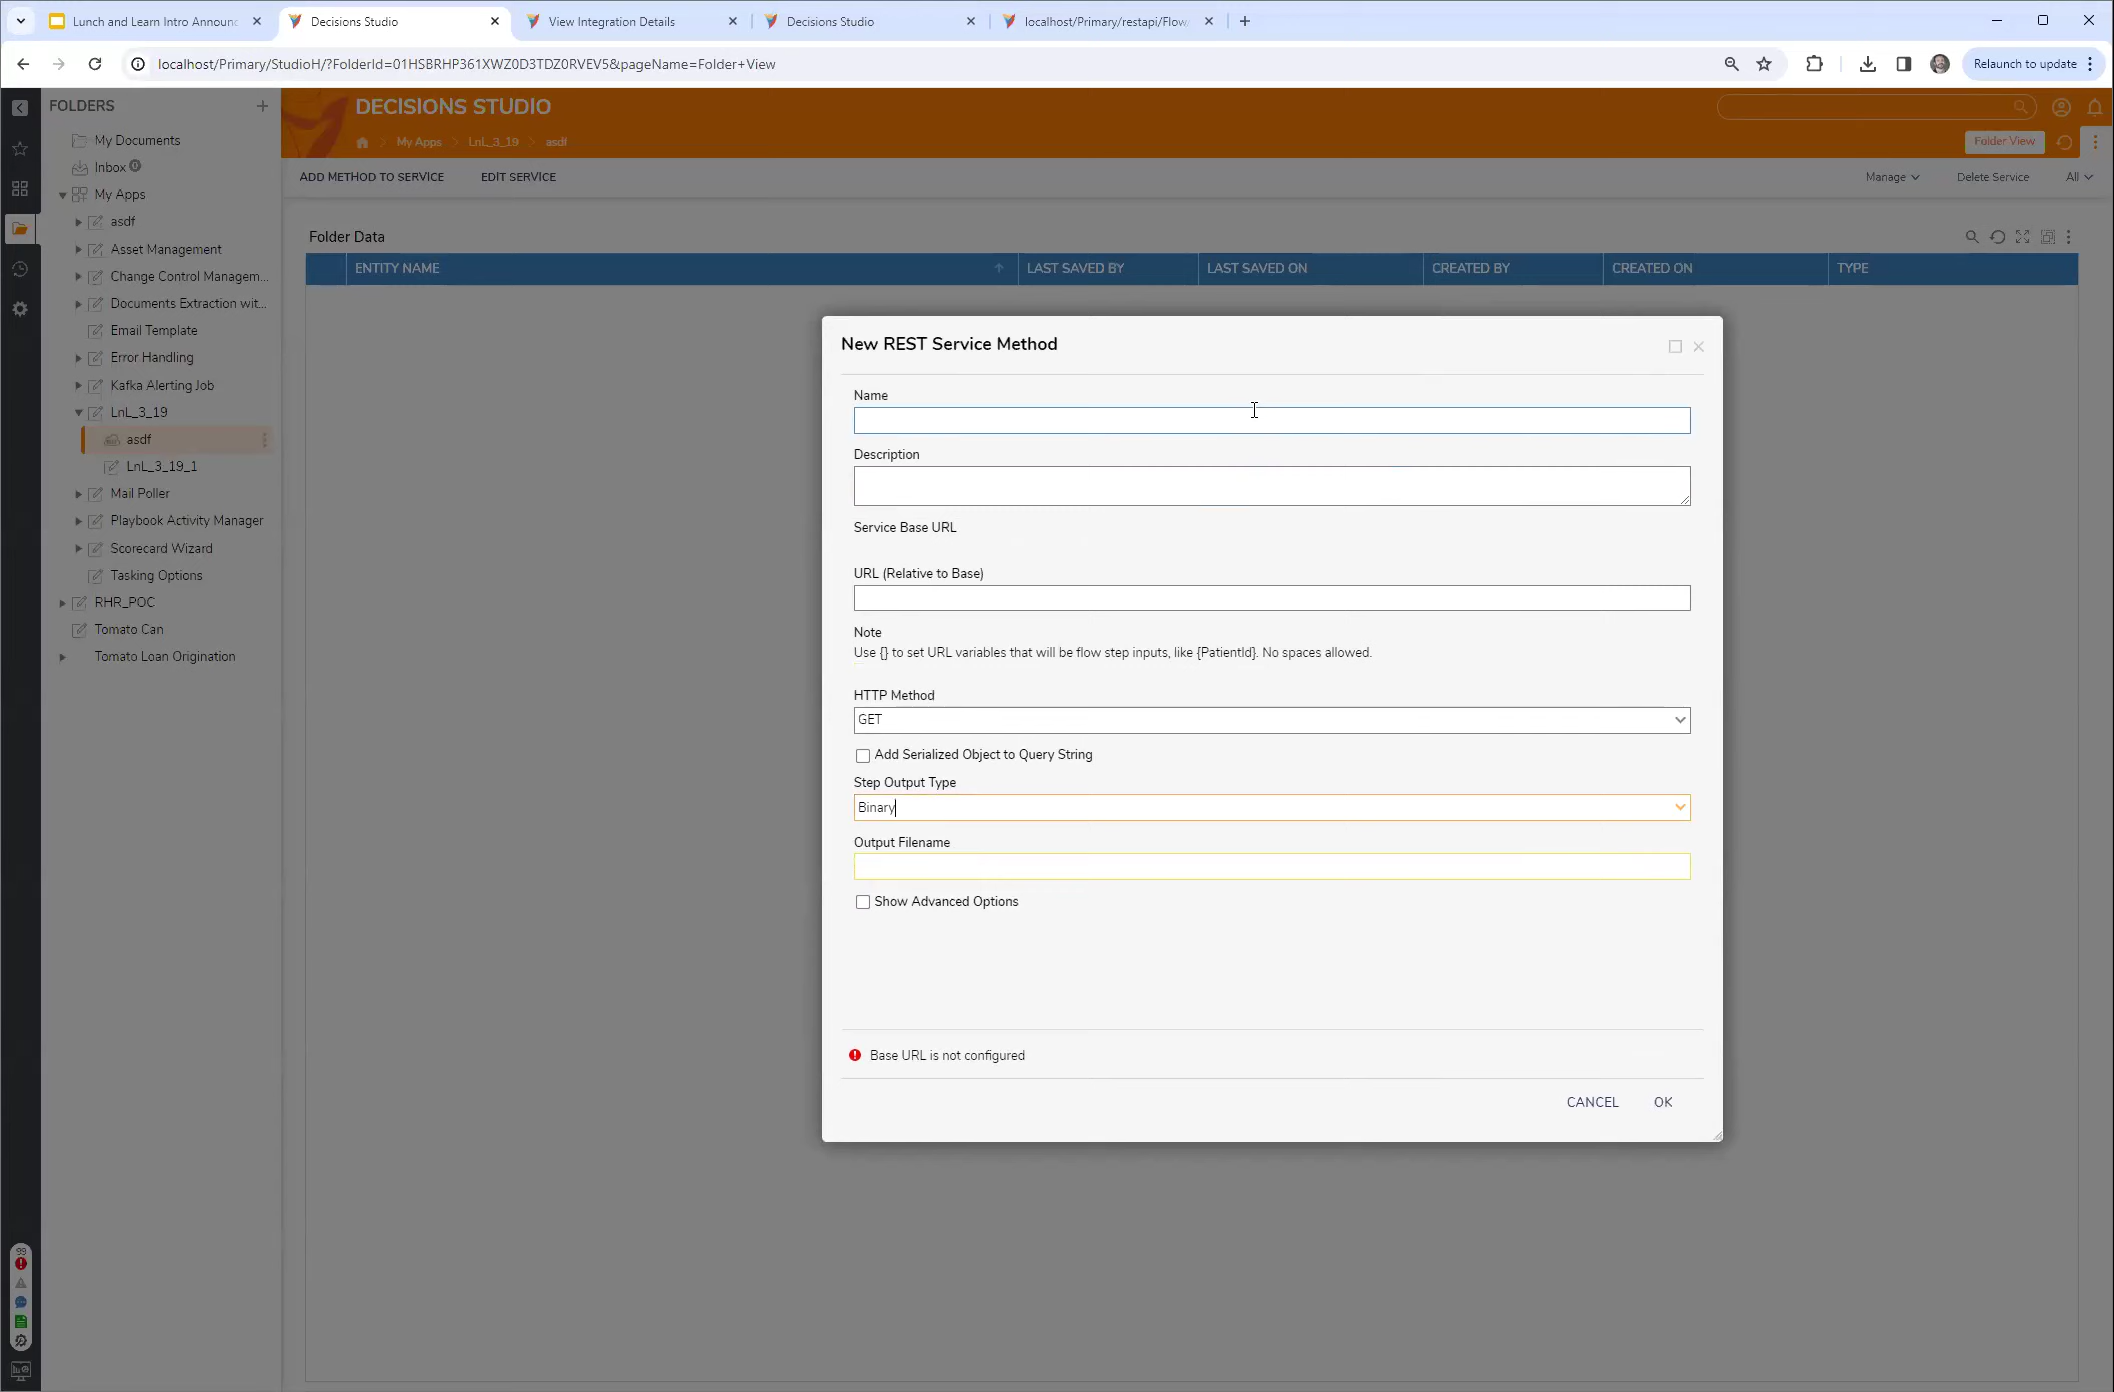 Lunch and Learn Intro Announc
Decisions Studio
View Integration Details
Decisions Studio
localhost/Primary/restapi/Flow
localhost/Primary/StudioH/?FolderId=01HSBRHP361XWZ0D3TDZ0RVEV5&pageName=Folder+View
Relaunch to update
FOLDERS
My Documents
Inbox 0
My Apps
asdf
Asset Management
Change Control Managem...
Documents Extraction wit...
Email Template
Error Handling
Kafka Alerting Job
LnL_3_19
asdf
LnL_3_19_1
Mail Poller
Playbook Activity Manager
Scorecard Wizard
Tasking Options
RHR_POC
Tomato Can
Tomato Loan Origination
99
DECISIONS STUDIO
My Apps
LnL_3_19
asdf
Folder View
ADD METHOD TO SERVICE
EDIT SERVICE
Manage
Delete Service
All
Folder Data
ENTITY NAME
LAST SAVED BY
LAST SAVED ON
CREATED BY
CREATED ON
TYPE
New REST Service Method
Name
Description
Service Base URL
URL (Relative to Base)
Note
Use {} to set URL variables that will be flow step inputs, like {PatientId}. No spaces allowed.
HTTP Method
GET
Add Serialized Object to Query String
Step Output Type
Binary
Output Filename
Show Advanced Options
Base URL is not configured
CANCEL
OK